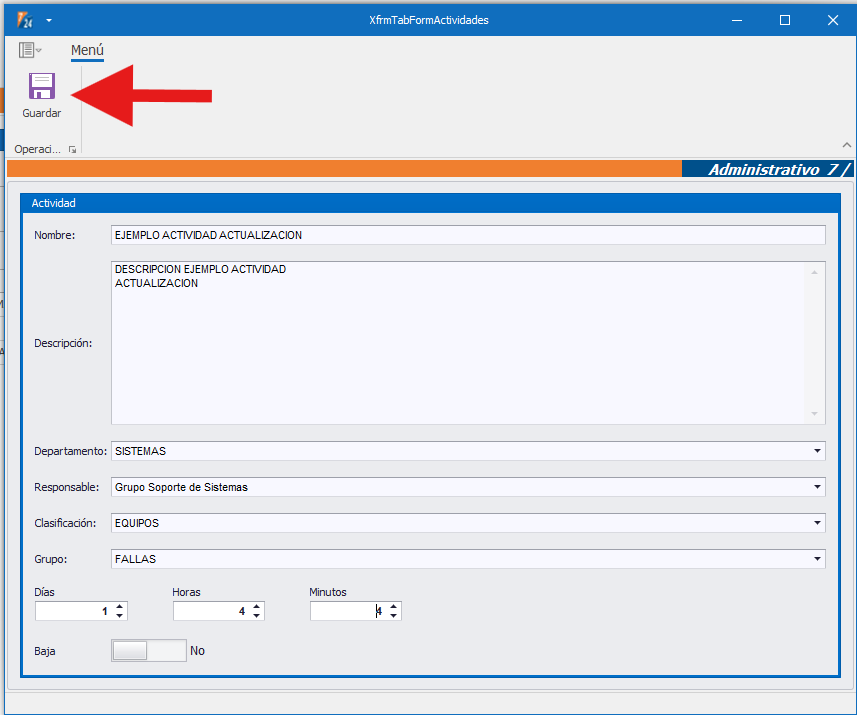 24
XfrmTabFormActividades
Menú
Guardar
Operaci...
Administrativo 7 /
Actividad
Nombre: EJEMPLO ACTIVIDAD ACTUALIZACION
DESCRIPCION EJEMPLO ACTIVIDAD
ACTUALIZACION
Descripción:
Departamento: SISTEMAS
Responsable: Grupo Soporte de Sistemas
Clasificación: EQUIPOS
Grupo: FALLAS
Días Horas Minutos
1 4 4
Baja No